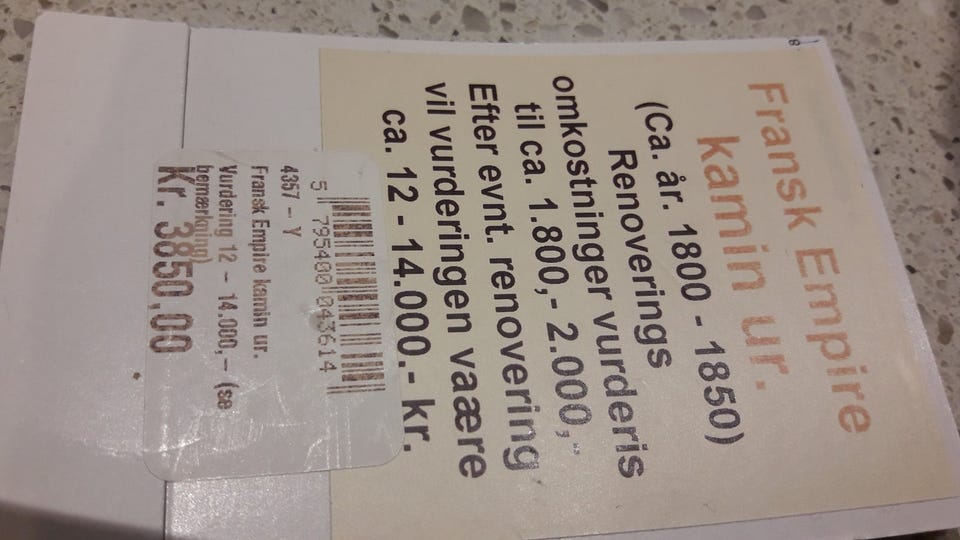 Fransk Empire
kamin ur.
(Ca. år. 1800 - 1850)
Renoverings
omkostninger vurderis
til ca. 1.800,- 2.000,-
Efter evnt. renovering
vil vurderingen vaære
ca. 12 - 14.000.- kr.
5 795400 043614
4357 - Y
Fransk Empire kamin ur.
Vurdering 12 - 14.000,- (se
bemærkning)
Kr. 3850,00